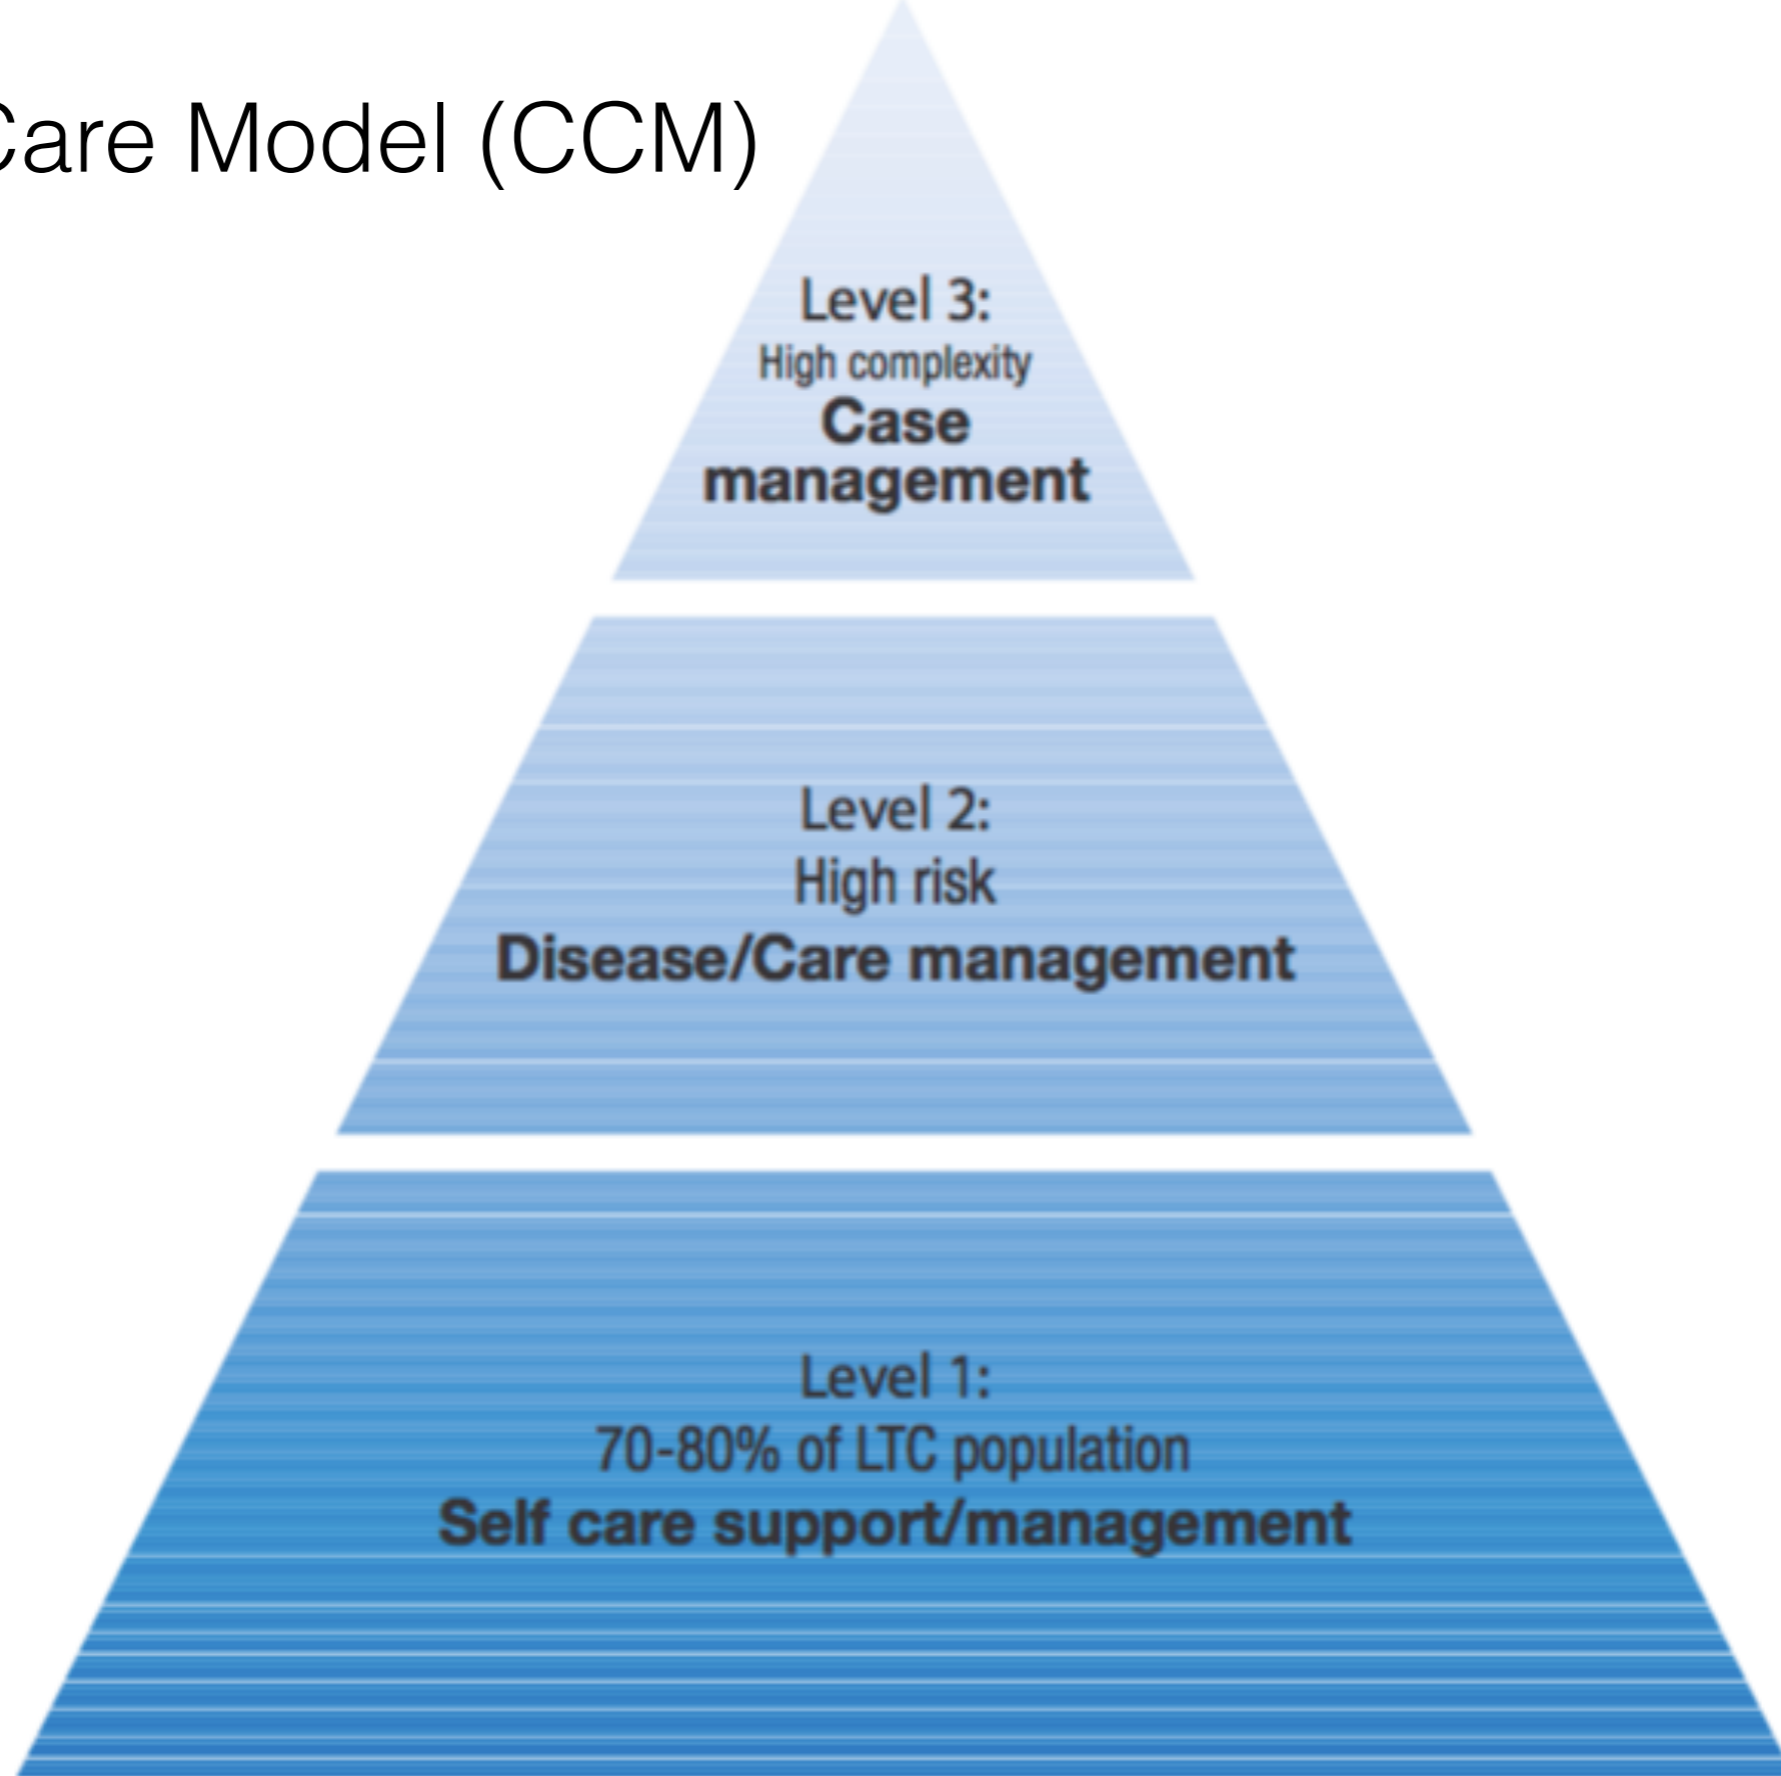 Care Model (CCM)
Level 3:
High complexity
Case
management
Level 2:
High risk
Disease/Care management
Level 1:
70-80% of LTC population
Self care support/management